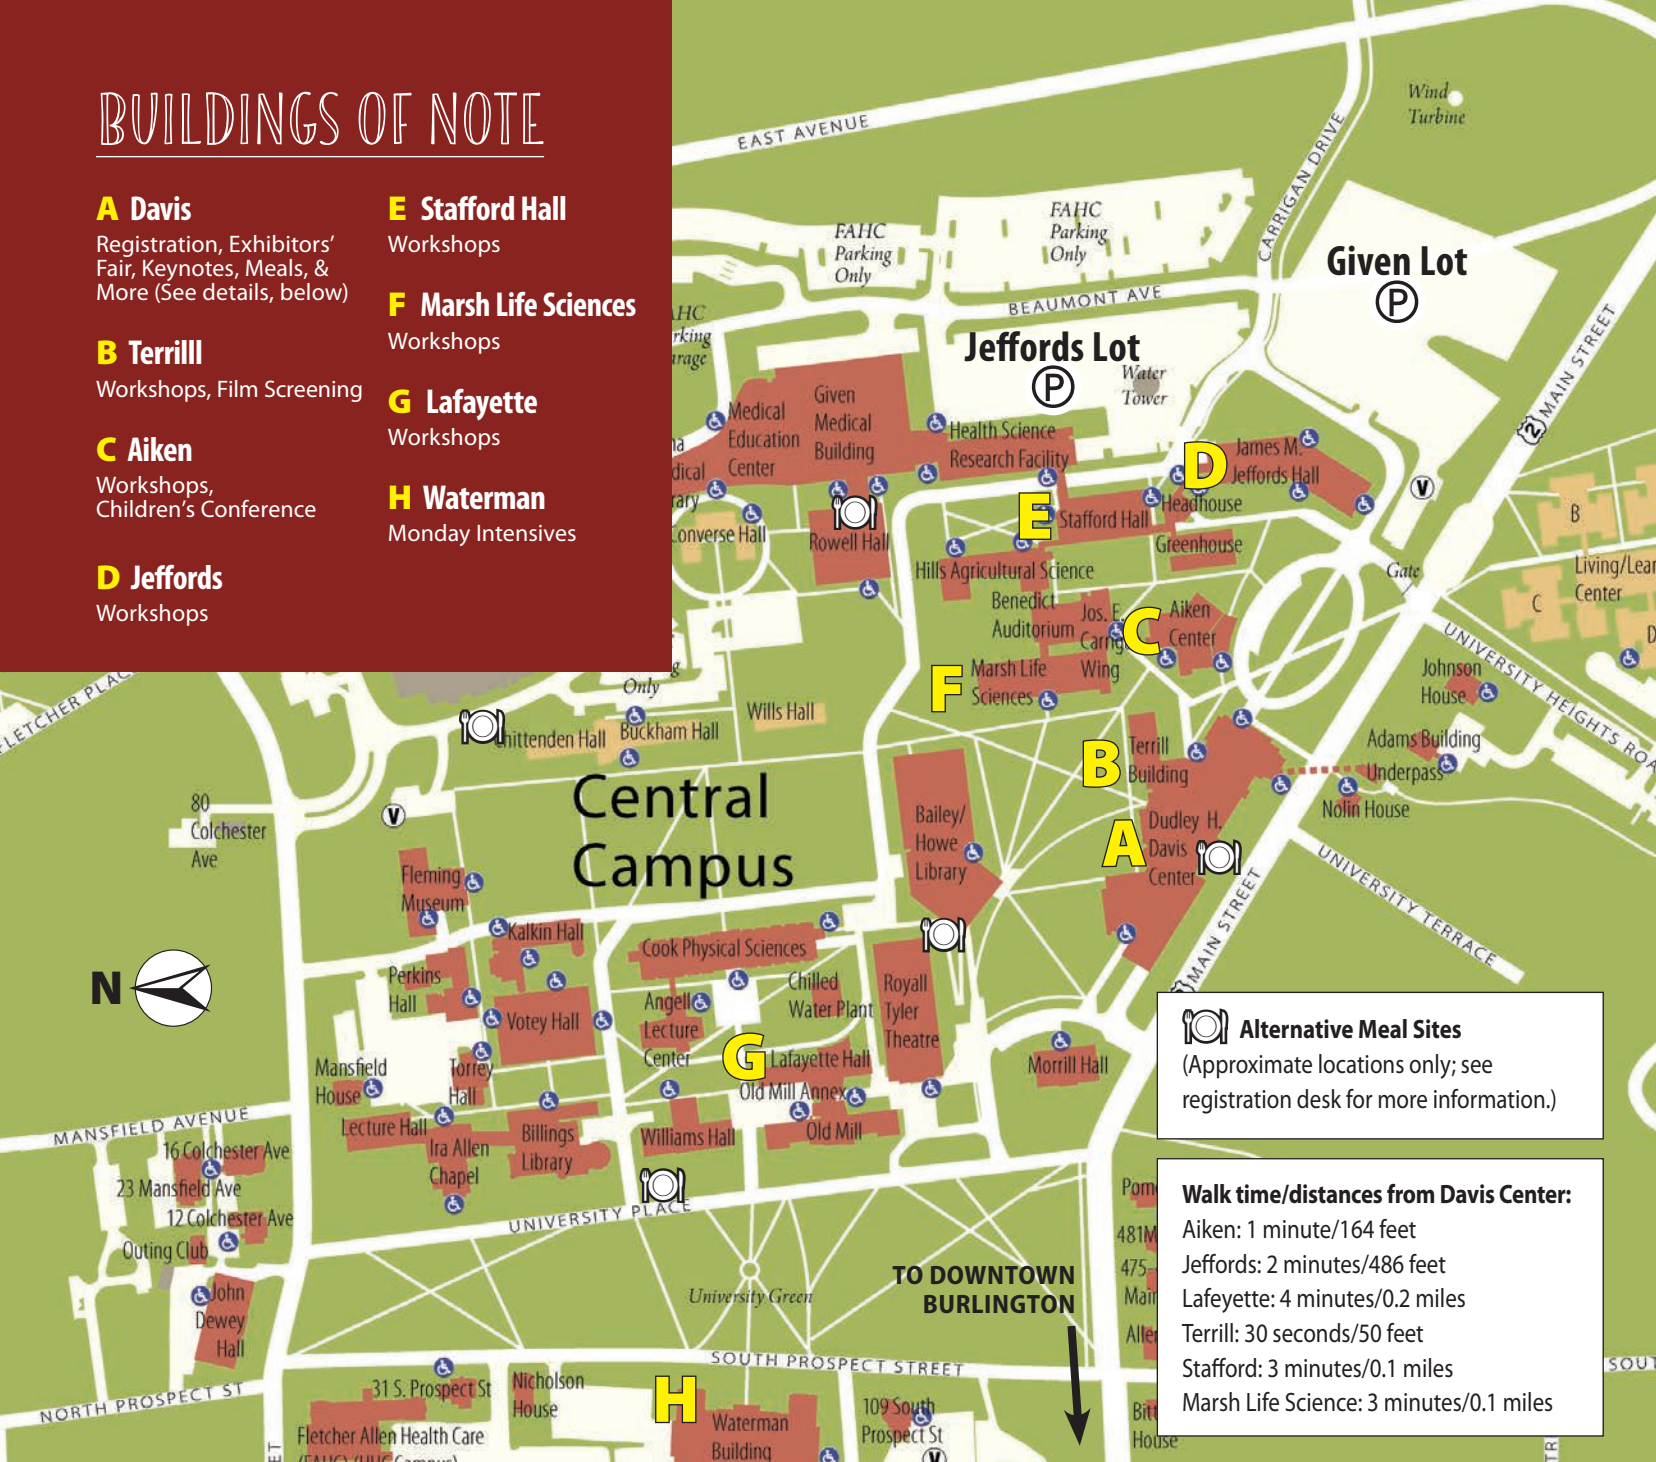 BUILDINGS OF NOTE
A Davis
Registration, Exhibitors’
Fair, Keynotes, Meals, &
More (See details, below)
B Terrilll
Workshops, Film Screening
C Aiken
Workshops,
Children’s Conference
D Jeffords
Workshops
E Stafford Hall
Workshops
F Marsh Life Sciences
Workshops
G Lafayette
Workshops
H Waterman
Monday Intensives
EAST AVENUE
Wind
Turbine
CARRIGAN DRIVE
FAHC
Parking
Only
FAHC
Parking
Only
BEAUMONT AVE
Given Lot
P
Jeffords Lot
P
Water
Tower
MAIN STREET
2
Medical
Education
Center
Given
Medical
Building
Health Science
Research Facility
D
James M.
Jeffords Hall
Headhouse
Greenhouse
E
Stafford Hall
V
Converse Hall
Rowell Hall
Hills Agricultural Science
Benedict
Auditorium
Jos. E.
Wing
C
Aiken
Center
Gate
B
C
D
Center
F
Marsh Life
Sciences
UNIVERSITY HEIGHTS
Johnson
House
Adams Building
Underpass
Nolin House
UNIVERSITY TERRACE
B
Terrill
Building
A
Dudley H.
Davis
Center
MAIN STREET
FLETCHER PLACE
Only
Buckham Hall
Wills Hall
Central
Campus
80
Colchester
Ave
V
Bailey/
Howe
Library
Fleming
Museum
Kalkin Hall
Cook Physical Sciences
N
Perkins
Hall
Votey Hall
Angell
Lecture
Center
Chilled
Water Plant
Royall
Tyler
Theatre
G
Lafayette Hall
Old Mill Annex
Old Mill
Morrill Hall
Mansfield
House
Torrey
Hall
Lecture Hall
Ira Allen
Chapel
Billings
Library
Williams Hall
MANSFIELD AVENUE
16 Colchester Ave
23 Mansfield Ave
12 Colchester Ave
Outing Club
John
Dewey
Hall
UNIVERSITY PLACE
University Green
TO DOWNTOWN
BURLINGTON
SOUTH PROSPECT STREET
NORTH PROSPECT ST
31 S. Prospect St
Nicholson
House
Fletcher Allen Health Care
H
Waterman
Building
109 South
Prospect St
V
House
Alternative Meal Sites
(Approximate locations only; see
registration desk for more information.)
Walk time/distances from Davis Center:
Aiken: 1 minute/164 feet
Jeffords: 2 minutes/486 feet
Lafeyette: 4 minutes/0.2 miles
Terrill: 30 seconds/50 feet
Stafford: 3 minutes/0.1 miles
Marsh Life Science: 3 minutes/0.1 miles